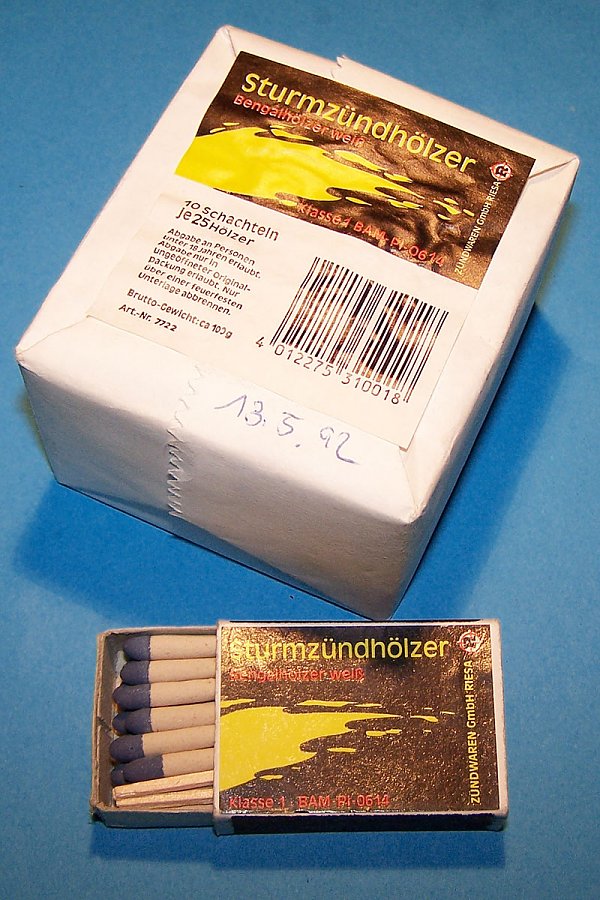 Sturmzündhölzer
Bengalhölzer weiß
Klasse 1 BAM-PI-0614
ZÜNDWAREN GmbH RIESA
R
10 Schachteln
je 25 Hölzer
Abgabe an Personen
unter 18 Jahren erlaubt.
Abgabe nur in
ungeöffneter Original-
packung erlaubt. Nur
über einer feuerfesten
Unterlage abbrennen.
Brutto-Gewicht: ca 100g
Art.-Nr. 7722
4 012275 310018
13.5.92
Sturmzündhölzer
Bengalhölzer weiß
Klasse 1 BAM-PI-0614
ZÜNDWAREN GmbH RIESA
R